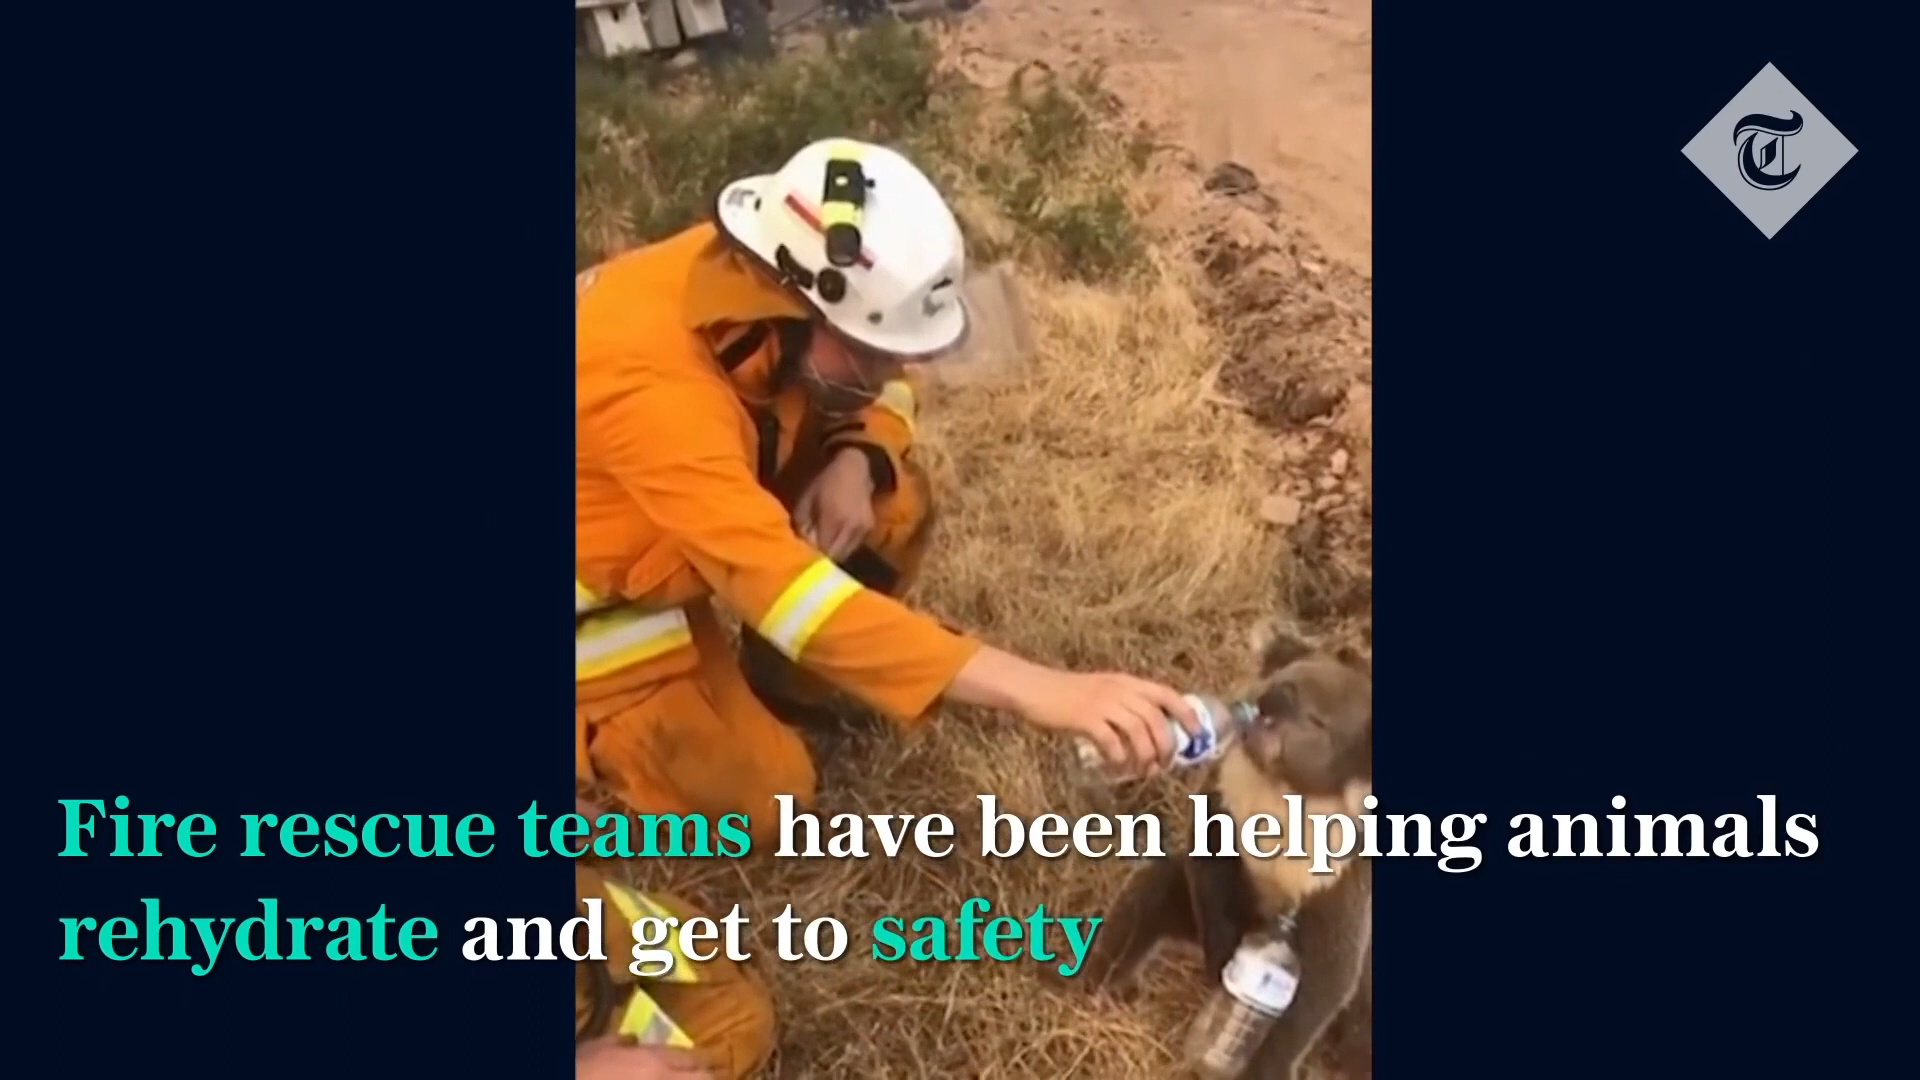 T
Fire rescue teams have been helping animals
rehydrate and get to safety